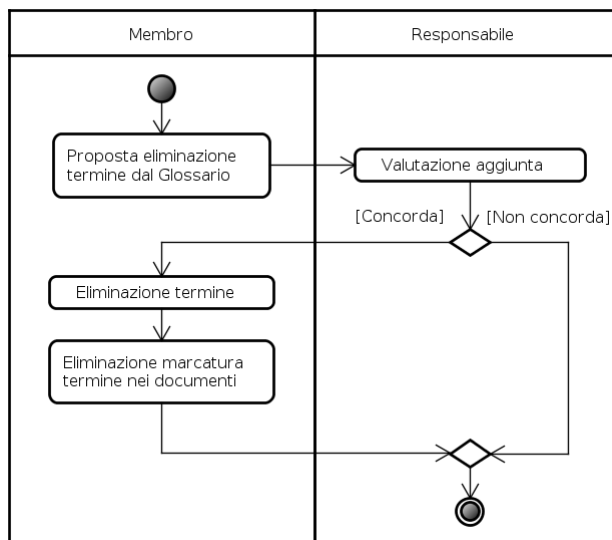 Membro
Responsabile
Proposta eliminazione
termine dal Glossario
Valutazione aggiunta
[Concorda]
[Non concorda]
Eliminazione termine
Eliminazione marcatura
termine nei documenti